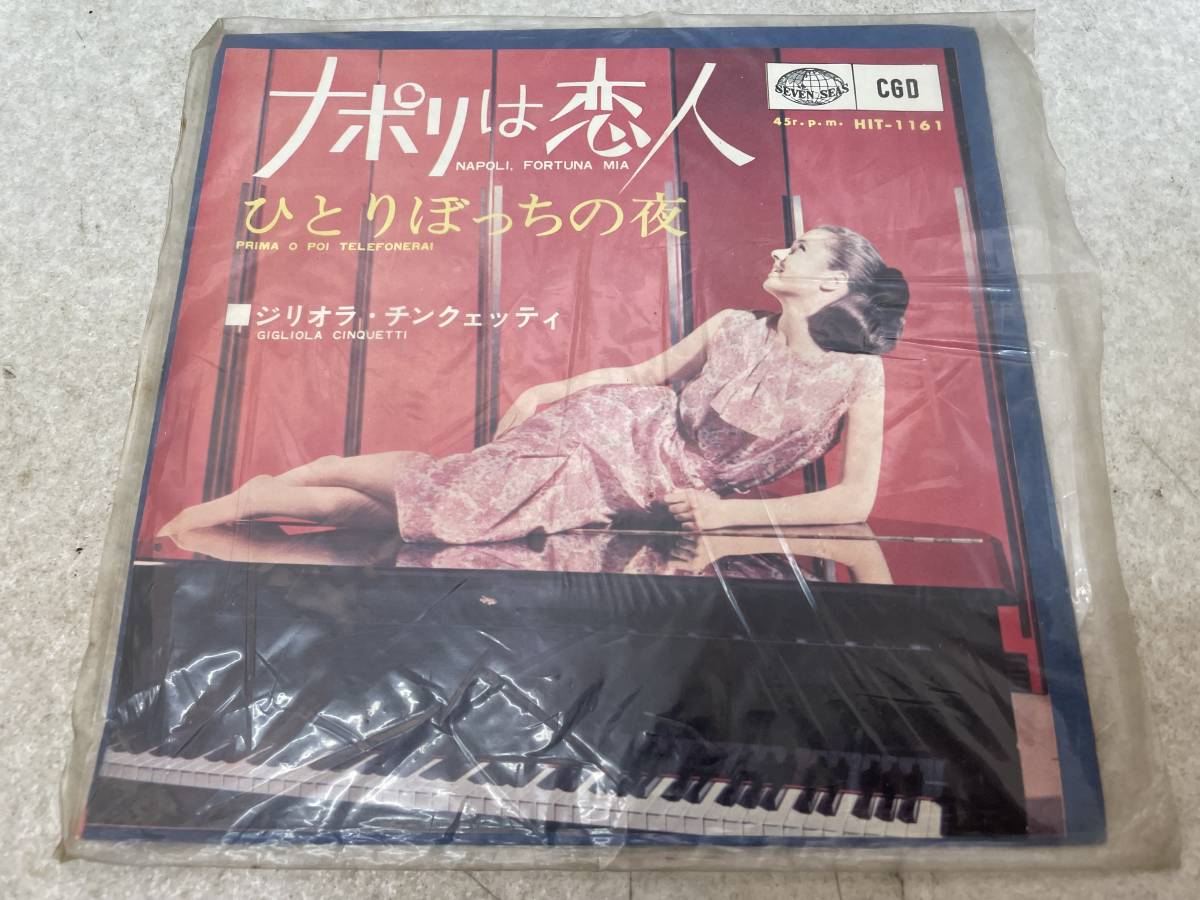 ナポリは恋人
NAPOLI, FORTUNA MIA
ひとりぼっちの夜
PRIMA O POI TELEFONERAI
■ジリオラ・チンクェッティ
GIGLIOLA CINQUETTI
SEVEN SEAS
CGD
45r.p.m. HIT-1161